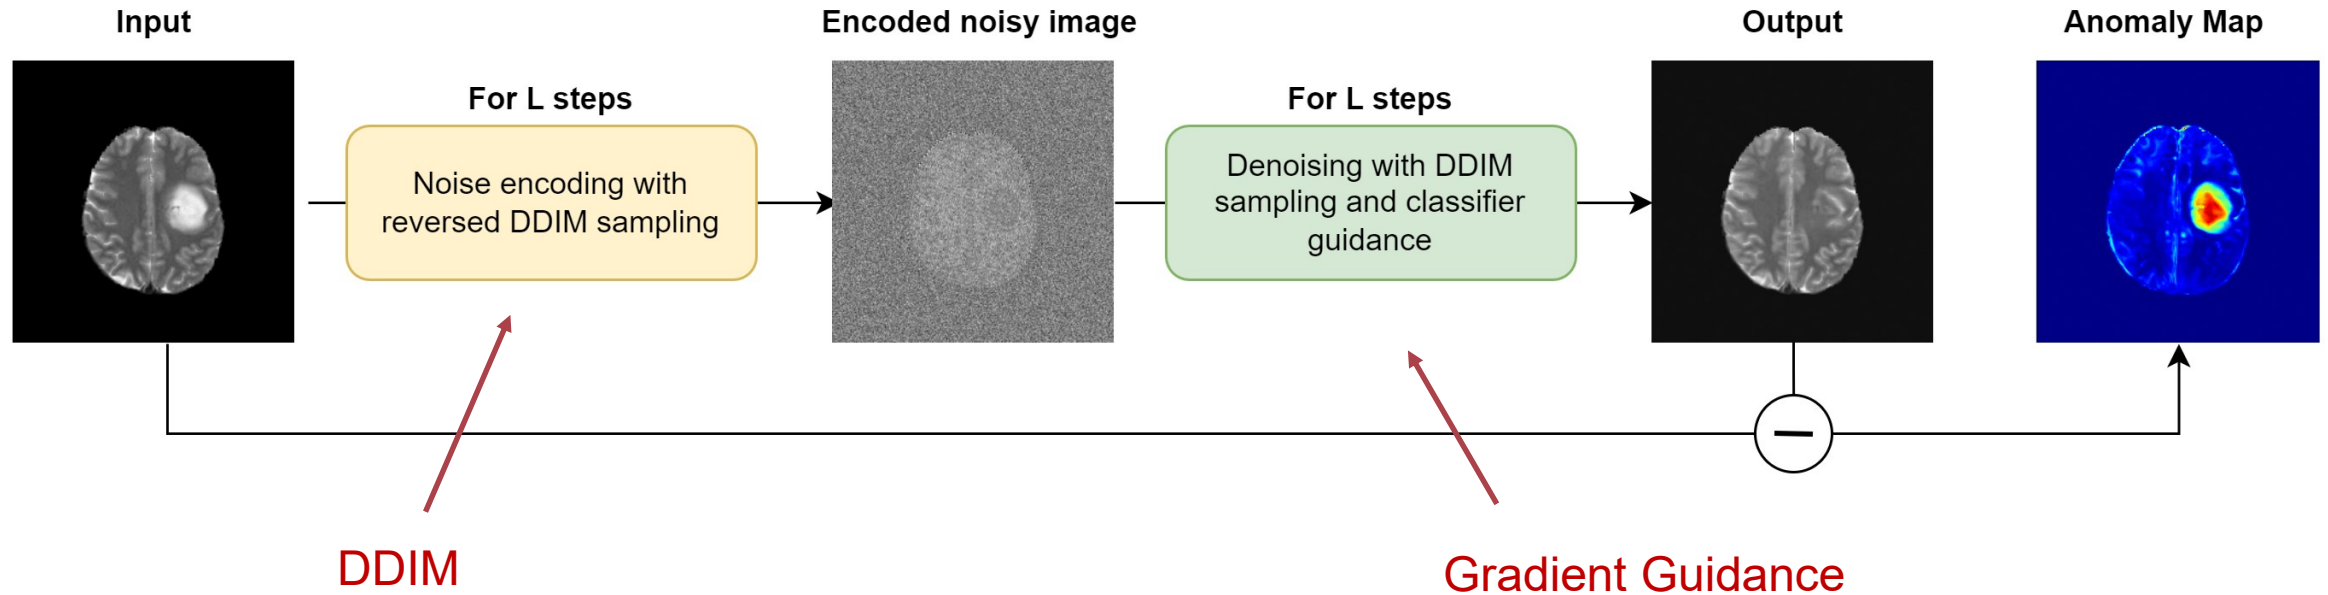 Input
For L steps
Noise encoding with
reversed DDIM sampling
Encoded noisy image
For L steps
Denoising with DDIM
sampling and classifier
guidance
Output
Anomaly Map
DDIM
Gradient Guidance